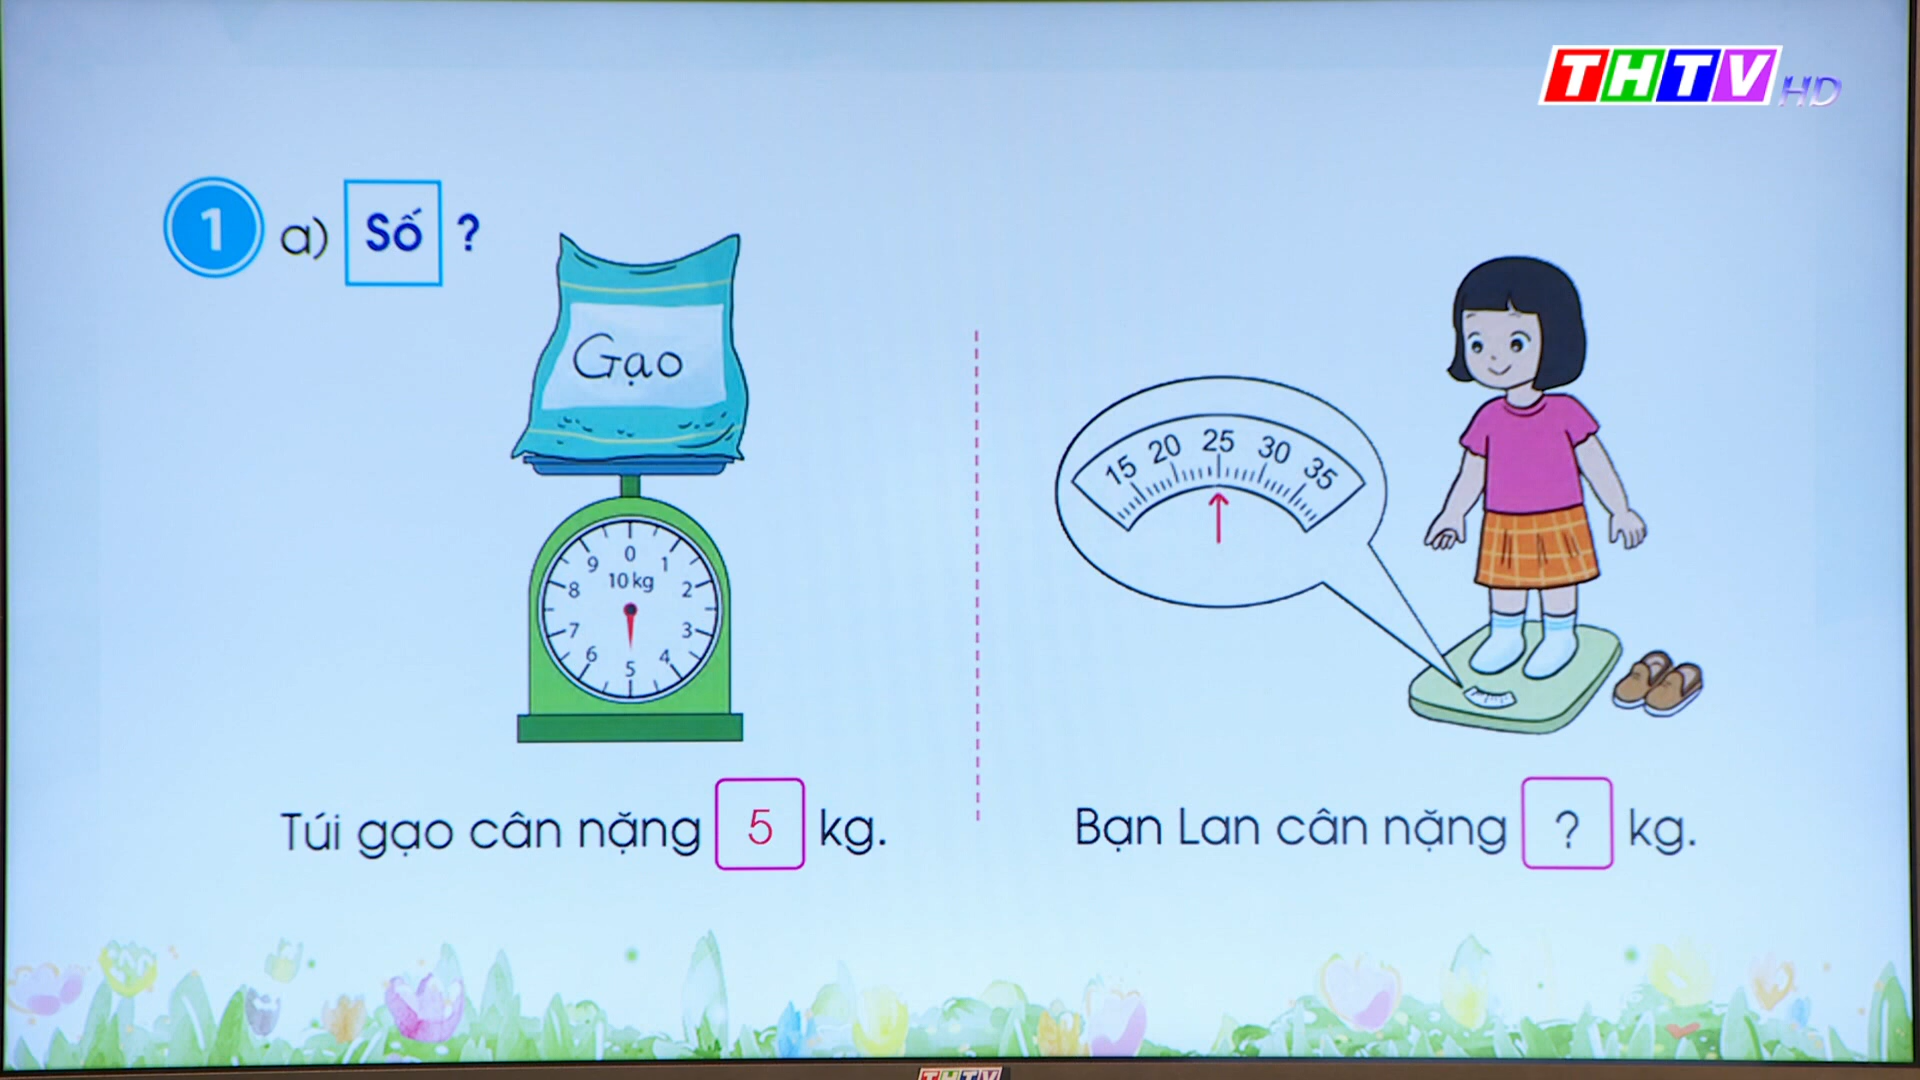 THTV HD
1 a) Số ?
Gạo
0
1
2
3
4
5
6
7
8
9
10 kg
15 20 25 30 35
Túi gạo cân nặng 5 kg.
Bạn Lan cân nặng ? kg.
THTV